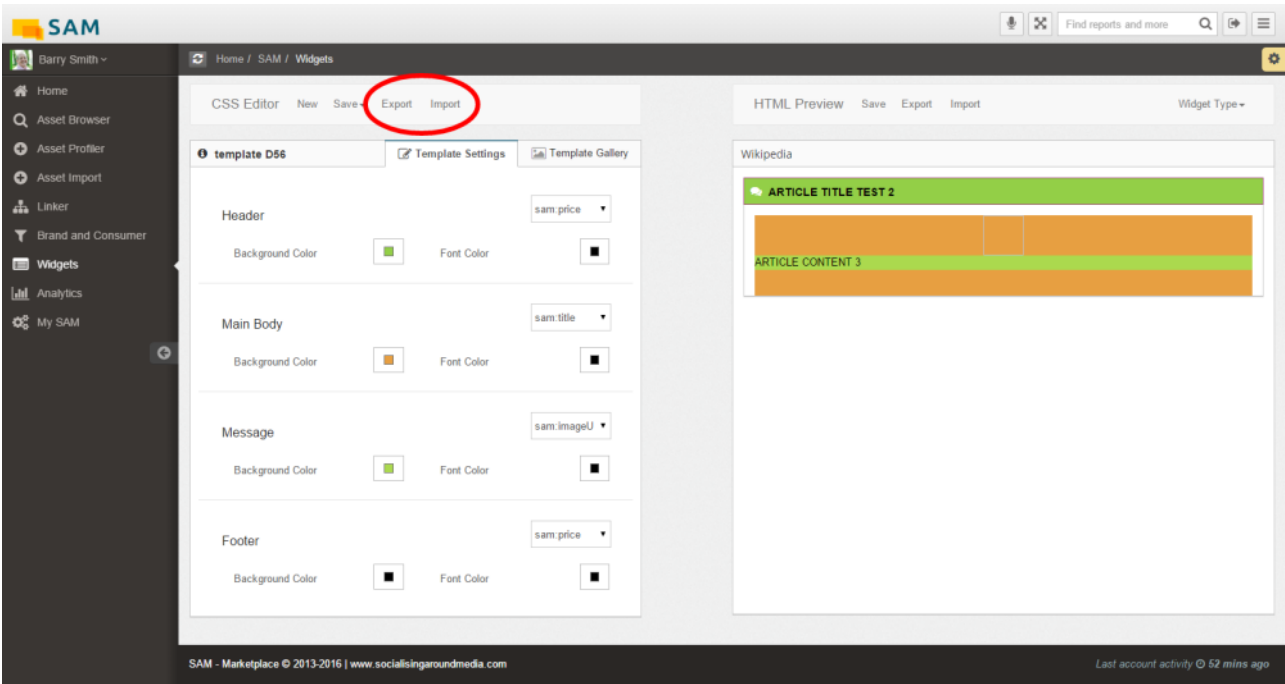 SAM
Find reports and more
Barry Smith
Home / SAM / Widgets
Home
Asset Browser
Asset Profiler
Asset Import
Linker
Brand and Consumer
Widgets
Analytics
My SAM
CSS Editor New Save Export Import
template D56 Template Settings Template Gallery
Header sam:price
Background Color Font Color
Main Body sam:title
Background Color Font Color
Message sam:imageU
Background Color Font Color
Footer sam:price
Background Color Font Color
HTML Preview Save Export Import Widget Type
Wikipedia
ARTICLE TITLE TEST 2
ARTICLE CONTENT 3
SAM - Marketplace © 2013-2016 | www.socialisingaroundmedia.com
Last account activity 52 mins ago